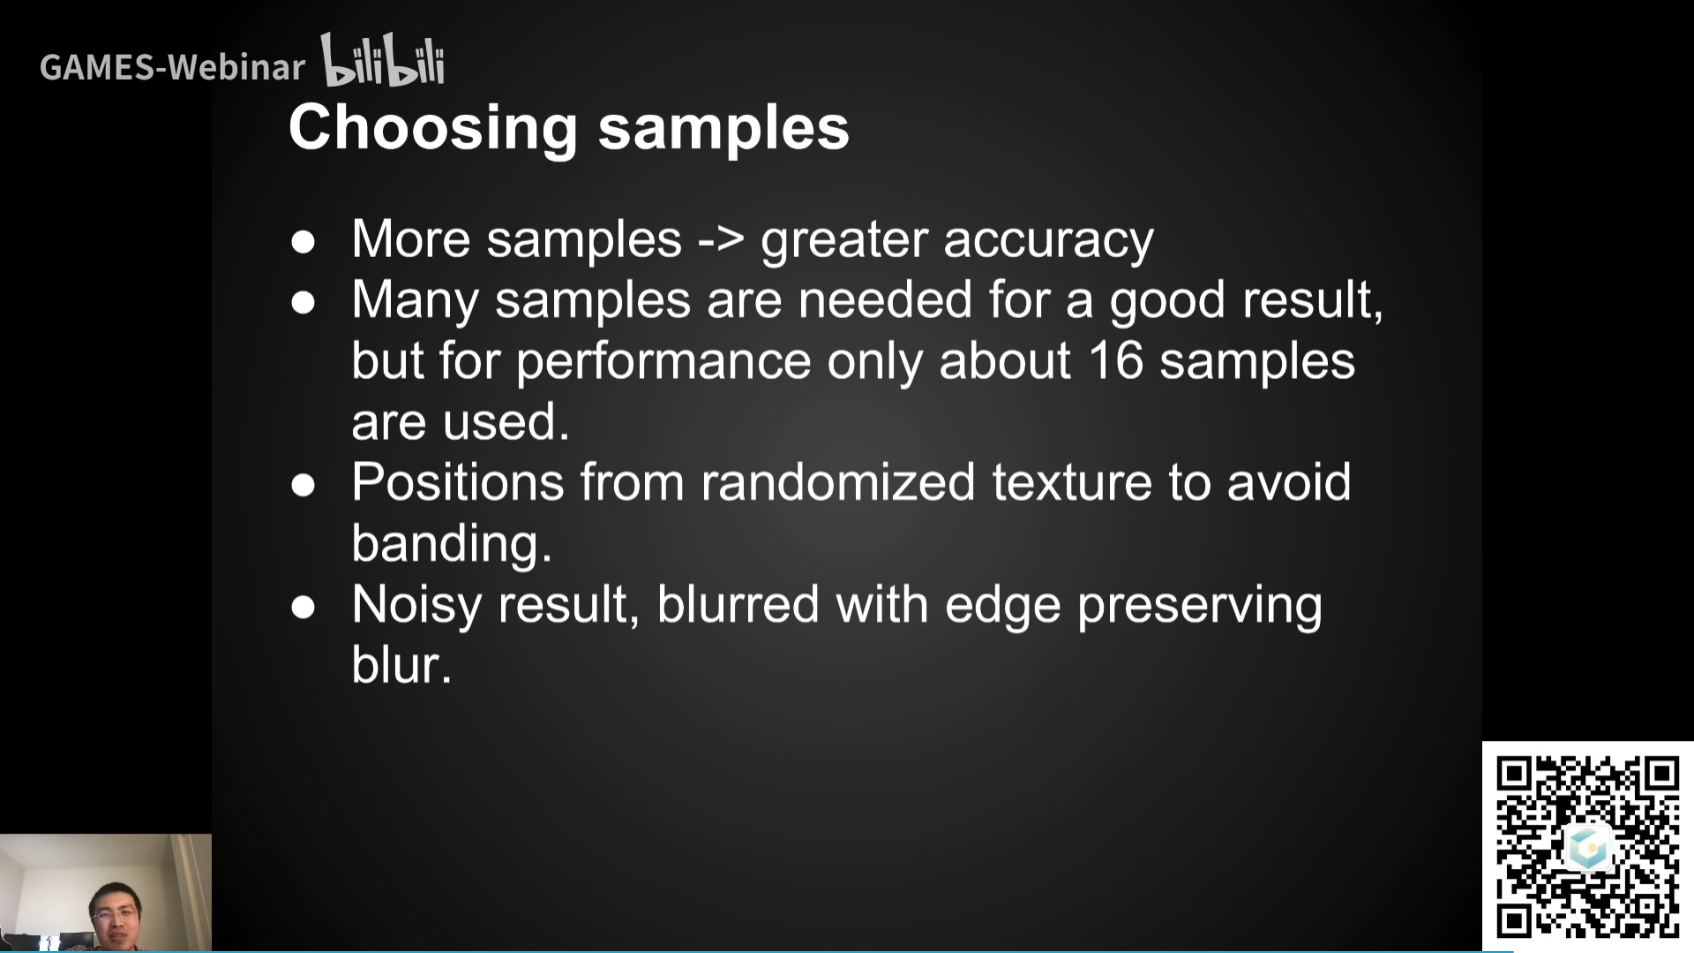 GAMES-Webinar bilibili
Choosing samples
● More samples -> greater accuracy
● Many samples are needed for a good result,
but for performance only about 16 samples
are used.
● Positions from randomized texture to avoid
banding.
● Noisy result, blurred with edge preserving
blur.